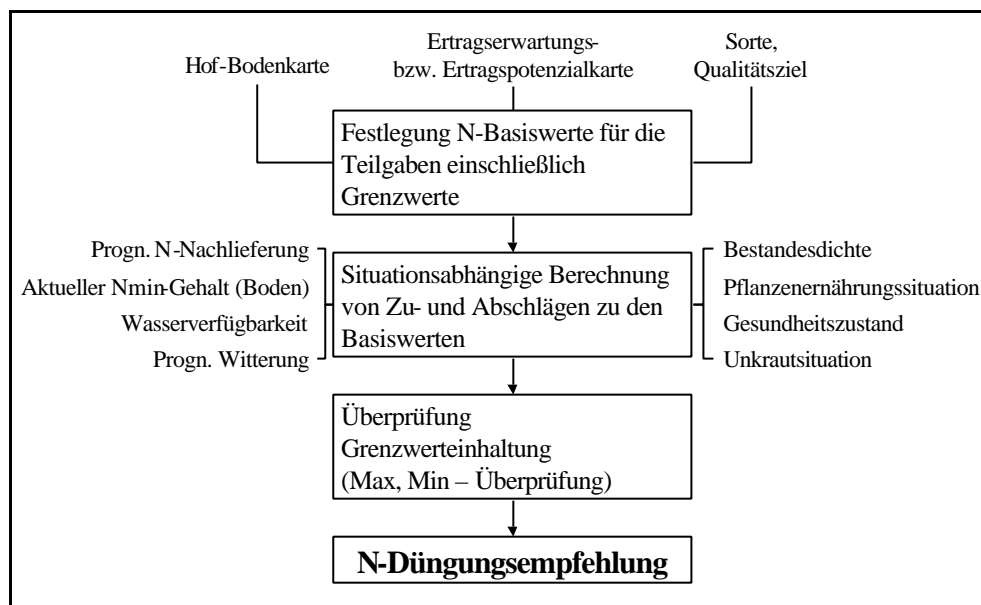 Hof-Bodenkarte
Ertragserwartungs-
bzw. Ertragspotenzialkarte
Sorte,
Qualitätsziel
Festlegung N-Basiswerte für die
Teilgaben einschließlich
Grenzwerte
Progn. N-Nachlieferung
Aktueller Nmin-Gehalt (Boden)
Wasserverfügbarkeit
Progn. Witterung
Situationsabhängige Berechnung
von Zu- und Abschlägen zu den
Basiswerten
Bestandesdichte
Pflanzenernährungssituation
Gesundheitszustand
Unkrautsituation
Überprüfung
Grenzwerteinhaltung
(Max, Min – Überprüfung)
N-Düngungsempfehlung